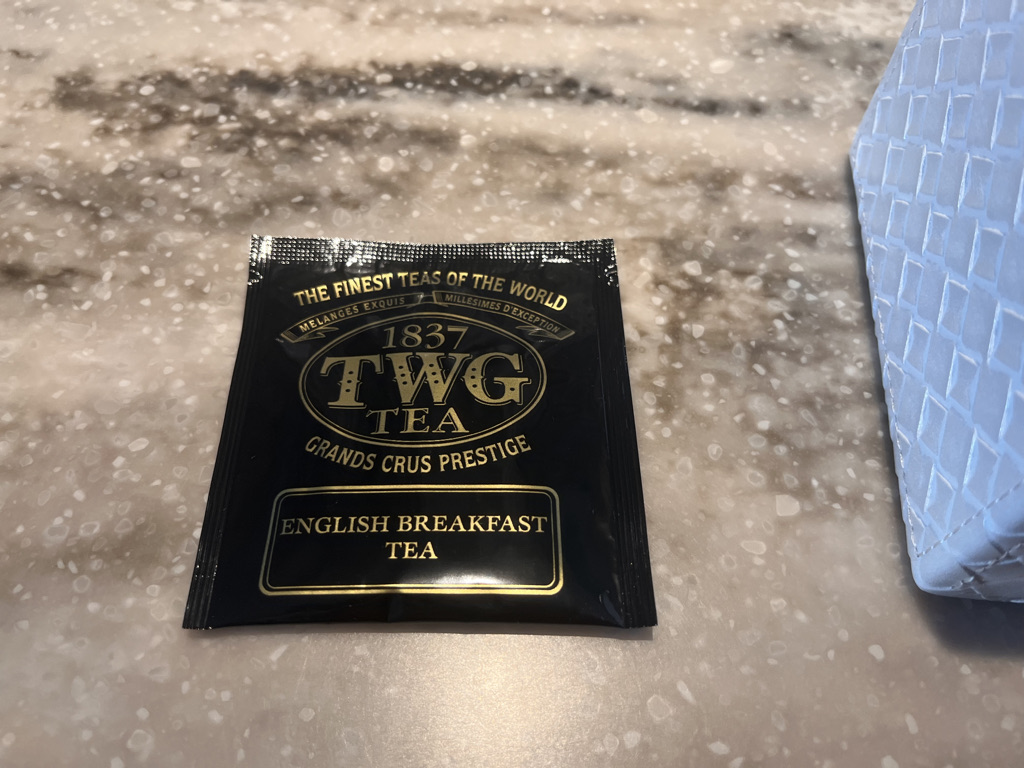 THE FINEST TEAS OF THE WORLD
MELANGES EXQUIS MILLESIMES D'EXCEPTION
1837
TWG
TEA
GRANDS CRUS PRESTIGE
ENGLISH BREAKFAST
TEA